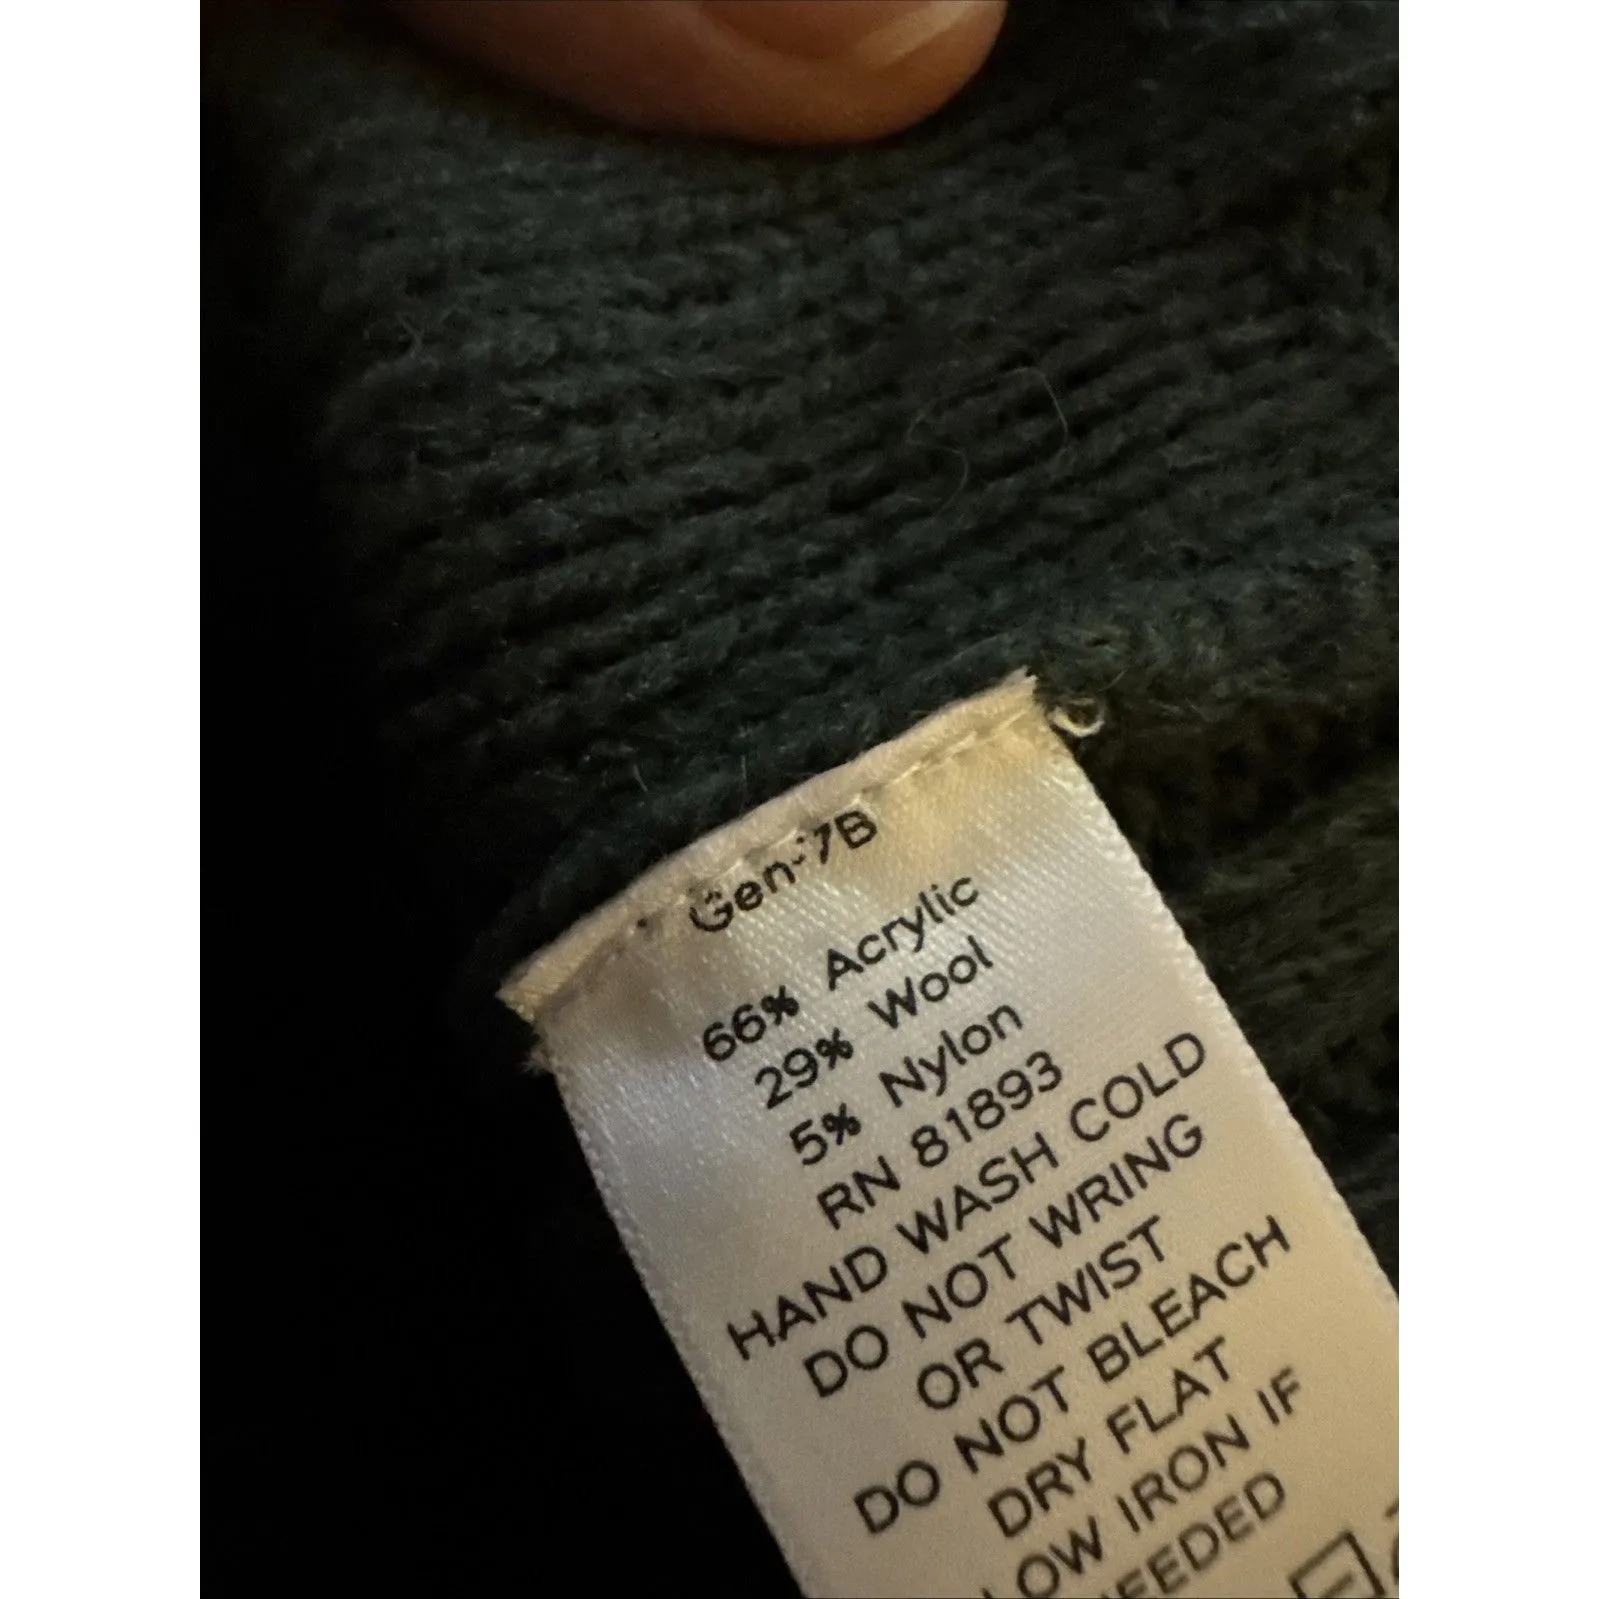 Gen-7B
66% Acrylic
29% Wool
5% Nylon
RN 81893
HAND WASH COLD
DO NOT WRING
OR TWIST
DO NOT BLEACH
DRY FLAT
LOW IRON IF
NEEDED